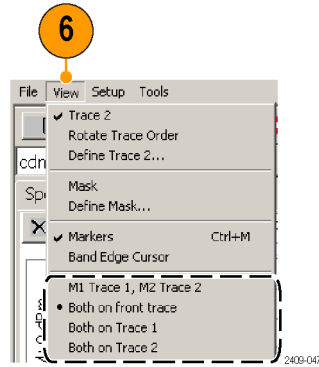 6
File View Setup Tools
✓ Trace 2
Rotate Trace Order
Define Trace 2...
cdn
Mask
Define Mask...
Sp
✓ Markers Ctrl+M
Band Edge Cursor
M1 Trace 1, M2 Trace 2
• Both on front trace
Both on Trace 1
Both on Trace 2
2409-047